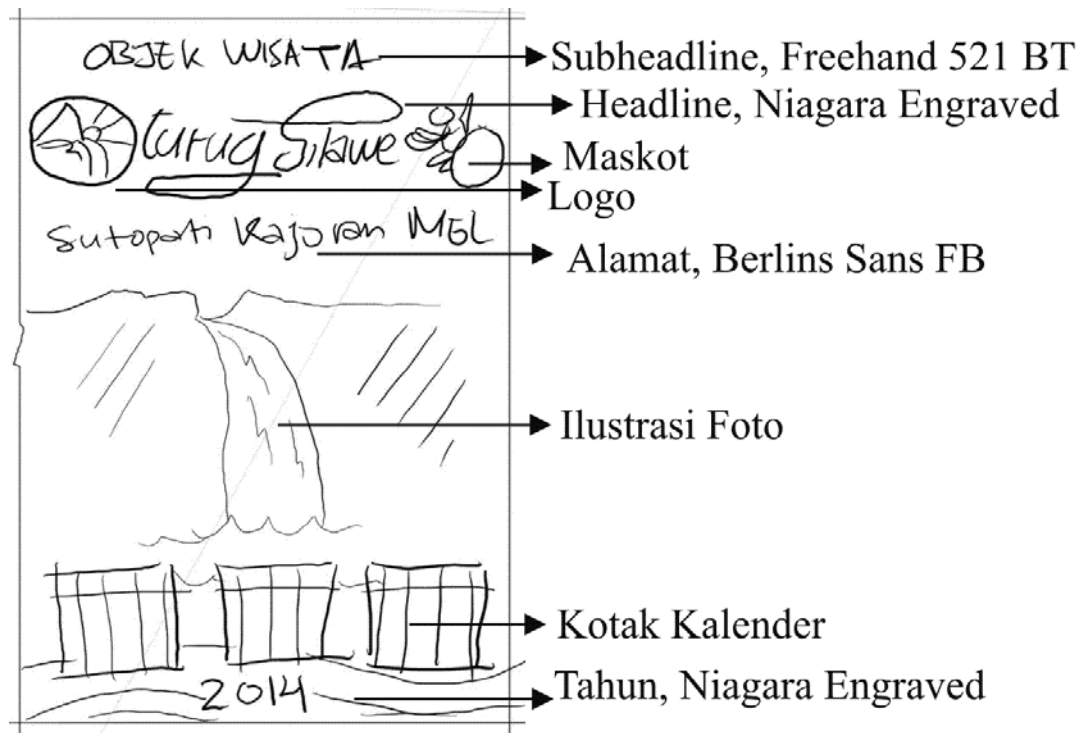 OBJEK WISATA
Subheadline, Freehand 521 BT
Headline, Niagara Engraved
Curug Silawe
Maskot
Logo
Sutopati Kajoran MGL
Alamat, Berlins Sans FB
Ilustrasi Foto
Kotak Kalender
2014
Tahun, Niagara Engraved